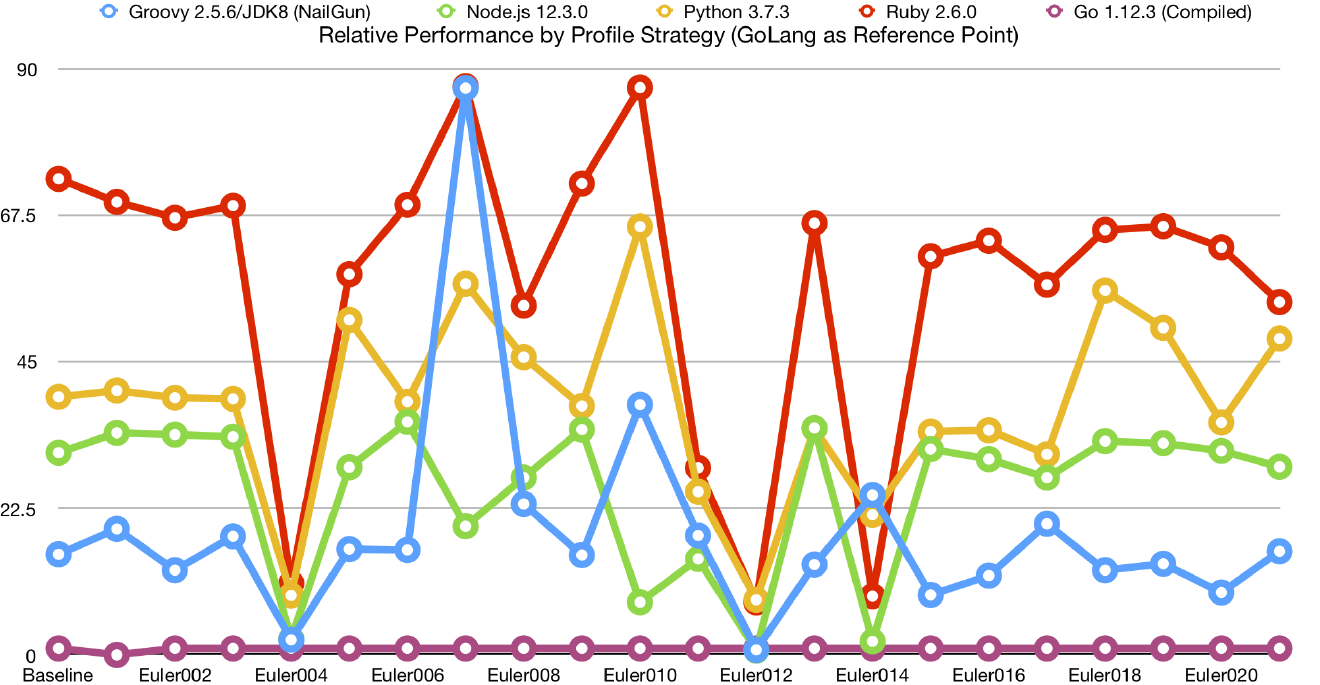 Groovy 2.5.6/JDK8 (NailGun) Node.js 12.3.0 Python 3.7.3 Ruby 2.6.0 Go 1.12.3 (Compiled)
Relative Performance by Profile Strategy (GoLang as Reference Point)
90
67.5
45
22.5
0
Baseline Euler002 Euler004 Euler006 Euler008 Euler010 Euler012 Euler014 Euler016 Euler018 Euler020